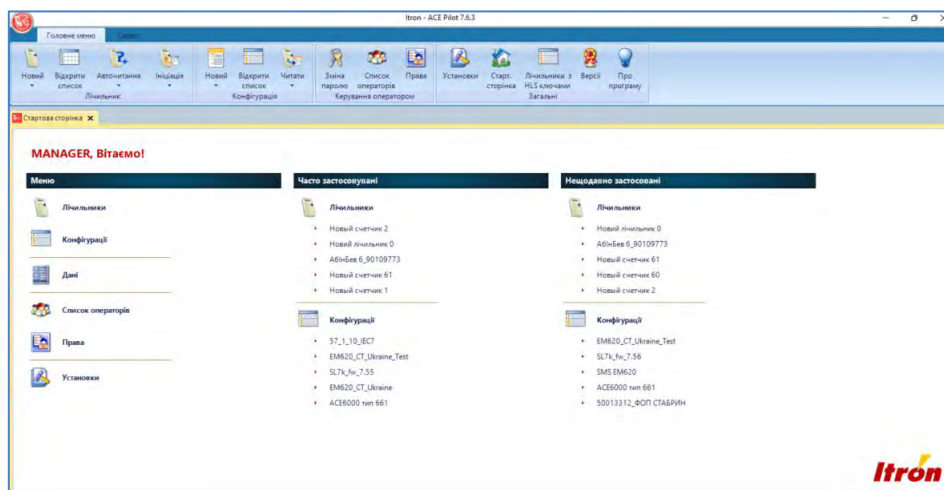 Itron - ACE Pilot 7.6.3
Головне меню Сервіс
Новий Відкрити список Авточитання Ініціація
Лічильник
Новий Відкрити список Читати
Конфігурація
Зміна паролю Список операторів Права
Керування оператором
Установки Старт. сторінка Лічильники з HLS ключами Версії Про програму
Загальні
Стартова сторінка
MANAGER, Вітаємо!
Меню
Лічильники
Конфігурації
Дані
Список операторів
Права
Установки
Часто застосовувані
Лічильники
Новый счетчик 2
Новий лічильник 0
АбІнБев 6_90109773
Новый счетчик 61
Новый счетчик 1
Конфігурації
57_1_10_IEC7
EM620_CT_Ukraine_Test
SL7k_fw_7.55
EM620_CT_Ukraine
ACE6000 тип 661
Нещодавно застосовані
Лічильники
Новий лічильник 0
АбІнБев 6_90109773
Новый счетчик 61
Новый счетчик 60
Новый счетчик 2
Конфігурації
EM620_CT_Ukraine_Test
SL7k_fw_7.56
SMS EM620
ACE6000 тип 661
50013312_ФОП СТАБРИН
Itrón